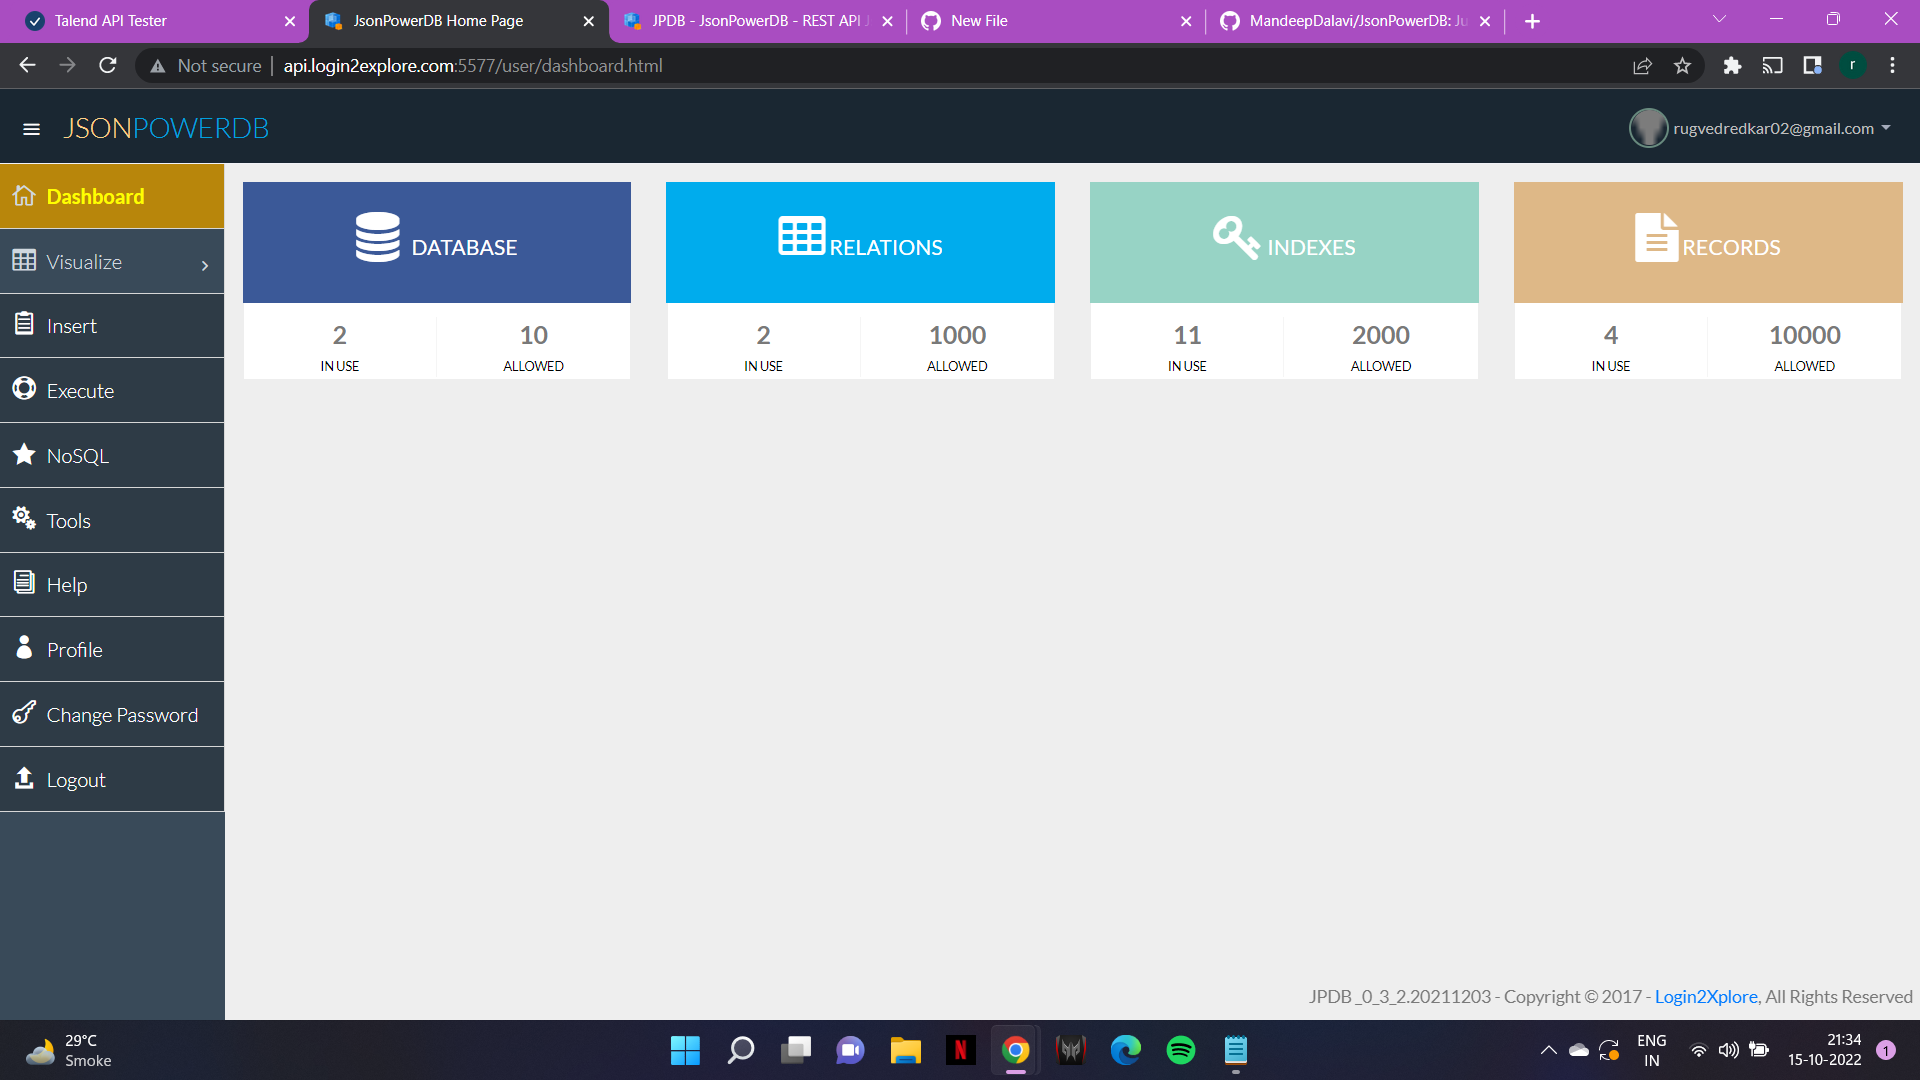 Talend API Tester
JsonPowerDB Home Page
JPDB - JsonPowerDB - REST API
New File
MandeepDalavi/JsonPowerDB:
Not secure
api.login2explore.com:5577/user/dashboard.html
r
JSONPOWERDB
rugvedredkar02@gmail.com
Dashboard
Visualize
Insert
Execute
NoSQL
Tools
Help
Profile
Change Password
Logout
DATABASE
2
IN USE
10
ALLOWED
RELATIONS
2
IN USE
1000
ALLOWED
INDEXES
11
IN USE
2000
ALLOWED
RECORDS
4
IN USE
10000
ALLOWED
JPDB_0_3_2.20211203 - Copyright © 2017 - Login2Xplore, All Rights Reserved
29°C
Smoke
N
ENG
IN
21:34
15-10-2022
1